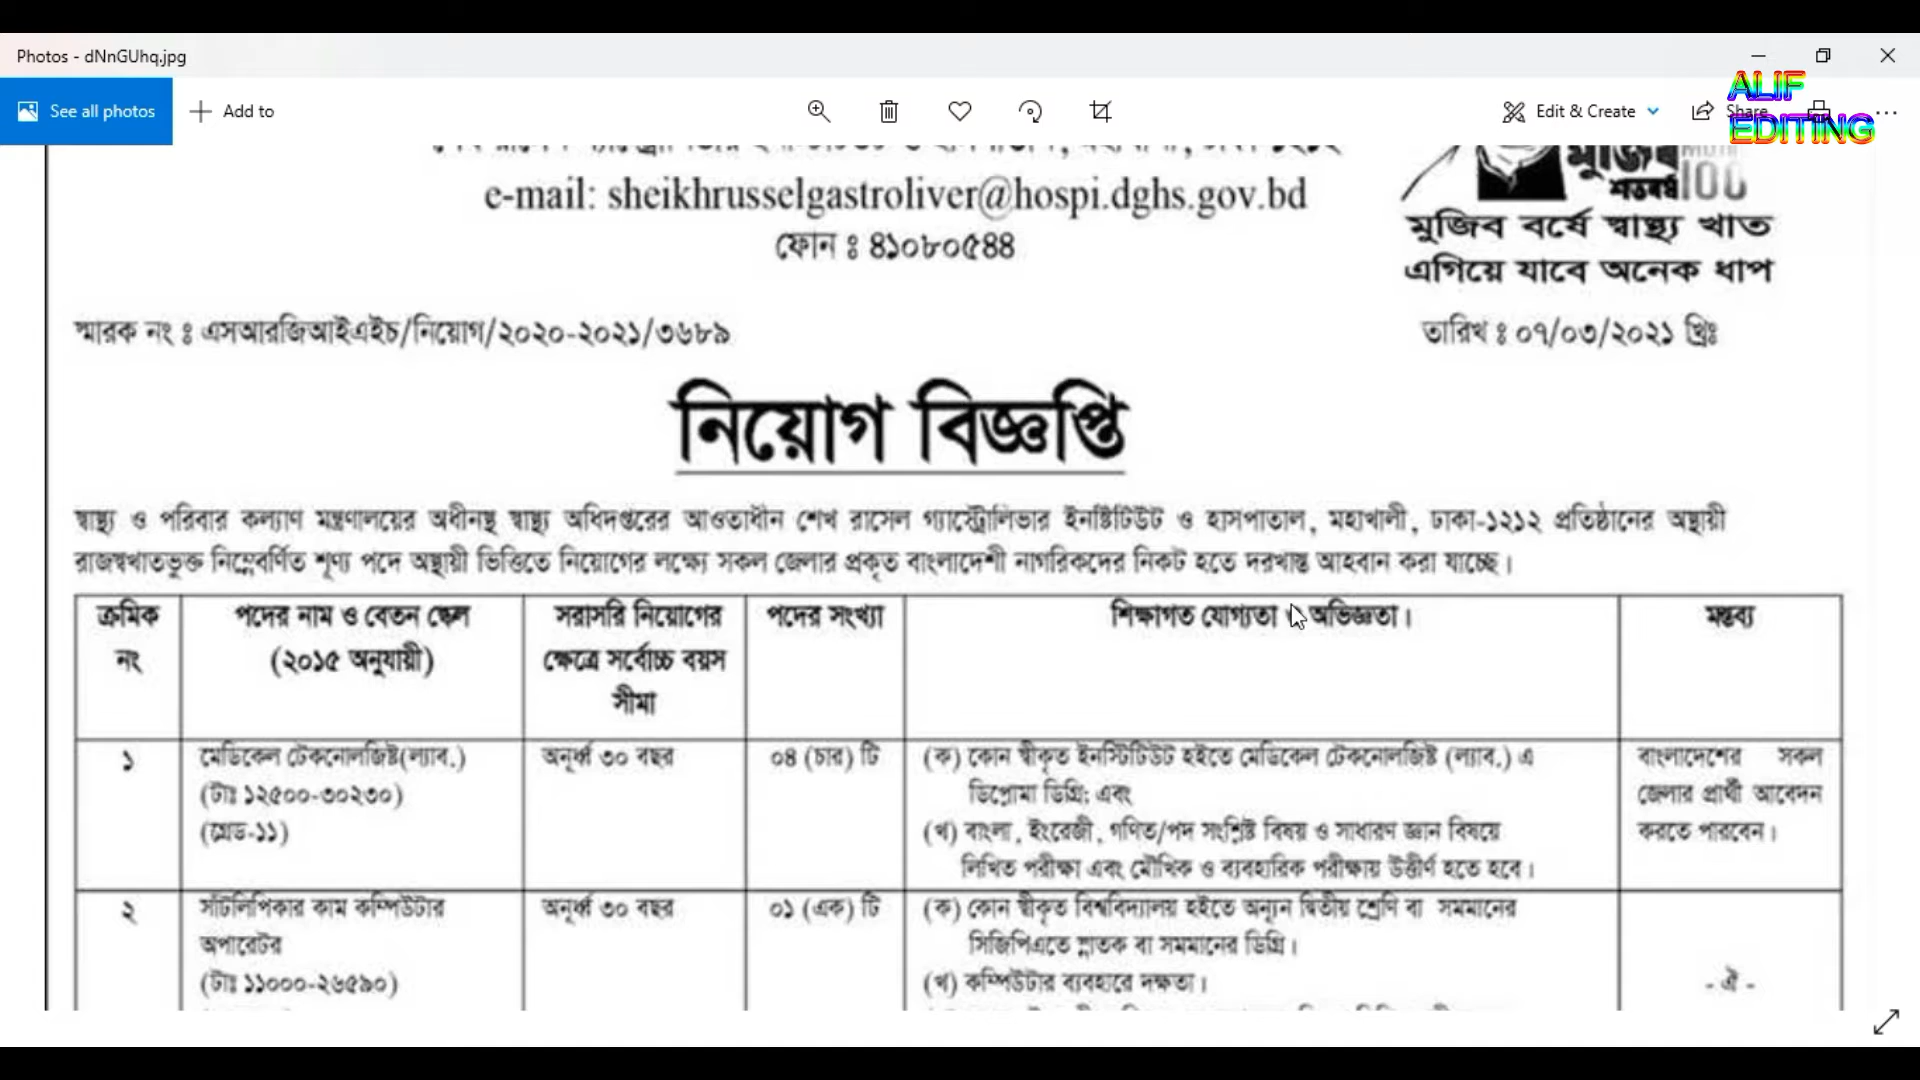 Photos - dNnGUhq.jpg
See all photos
Add to
Edit & Create
Share
ALIF
EDITING
e-mail: sheikhrusselgastroliver@hospi.dghs.gov.bd
ফোন ঃ ৪১০৮০৫৪৪
মুজিব
শতবর্ষ 100
মুজিব বর্ষে স্বাস্থ্য খাত
এগিয়ে যাবে অনেক ধাপ
স্মারক নং ঃ এসআরজিআইএইচ/নিয়োগ/২০২০-২০২১/৩৬৮৯
তারিখ ঃ ০৭/০৩/২০২১ খ্রিঃ
নিয়োগ বিজ্ঞপ্তি
স্বাস্থ্য ও পরিবার কল্যাণ মন্ত্রণালয়ের অধীনস্থ স্বাস্থ্য অধিদপ্তরের আওতাধীন শেখ রাসেল গ্যাস্ট্রোলিভার ইনষ্টিটিউট ও হাসপাতাল, মহাখালী, ঢাকা-১২১২ প্রতিষ্ঠানের অস্থায়ী
রাজস্বখাতভুক্ত নিম্নেবর্ণিত শূণ্য পদে অস্থায়ী ভিত্তিতে নিয়োগের লক্ষ্যে সকল জেলার প্রকৃত বাংলাদেশী নাগরিকদের নিকট হতে দরখাস্ত আহবান করা যাচ্ছে।
ক্রমিক
নং
পদের নাম ও বেতন স্কেল
(২০১৫ অনুযায়ী)
সরাসরি নিয়োগের
ক্ষেত্রে সর্বোচ্চ বয়স
সীমা
পদের সংখ্যা
শিক্ষাগত যোগ্যতা ও অভিজ্ঞতা।
মন্তব্য
১
মেডিকেল টেকনোলজিষ্ট(ল্যাব.)
(টাঃ ১২৫০০-৩০২৩০)
(গ্রেড-১১)
অনূর্ধ্ব ৩০ বছর
০৪ (চার) টি
(ক) কোন স্বীকৃত ইনস্টিটিউট হইতে মেডিকেল টেকনোলজিষ্ট (ল্যাব.) এ
ডিপ্লোমা ডিগ্রি; এবং
(খ) বাংলা, ইংরেজী, গণিত/পদ সংশ্লিষ্ট বিষয় ও সাধারণ জ্ঞান বিষয়ে
লিখিত পরীক্ষা এবং মৌখিক ও ব্যবহারিক পরীক্ষায় উত্তীর্ণ হতে হবে।
বাংলাদেশের সকল
জেলার প্রার্থী আবেদন
করতে পারবেন।
২
সাঁটলিপিকার কাম কম্পিউটার
অপারেটর
(টাঃ ১১০০০-২৬৫৯০)
অনূর্ধ্ব ৩০ বছর
০১ (এক) টি
(ক) কোন স্বীকৃত বিশ্ববিদ্যালয় হইতে অন্যূন দ্বিতীয় শ্রেণি বা সমমানের
সিজিপিএতে স্নাতক বা সমমানের ডিগ্রি।
(খ) কম্পিউটার ব্যবহারে দক্ষতা।
- ঐ -